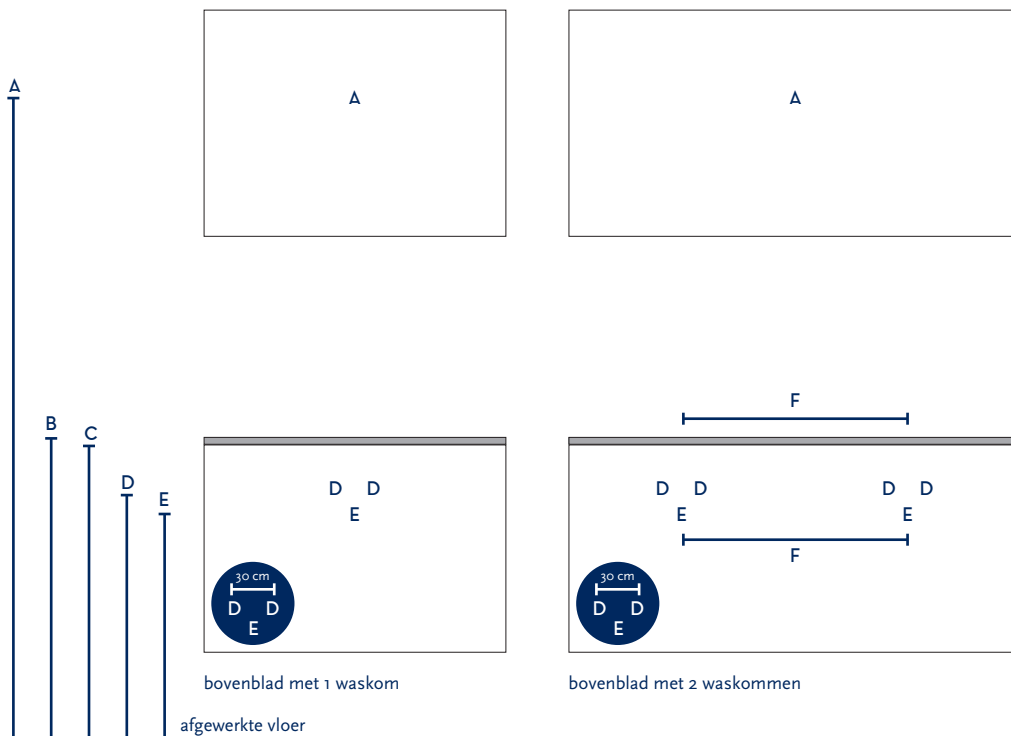 A
A
A
B
C
D
E
F
D D
E
D D
E
D D
E
F
30 cm
D D
E
30 cm
D D
E
bovenblad met 1 waskom
bovenblad met 2 waskommen
afgewerkte vloer